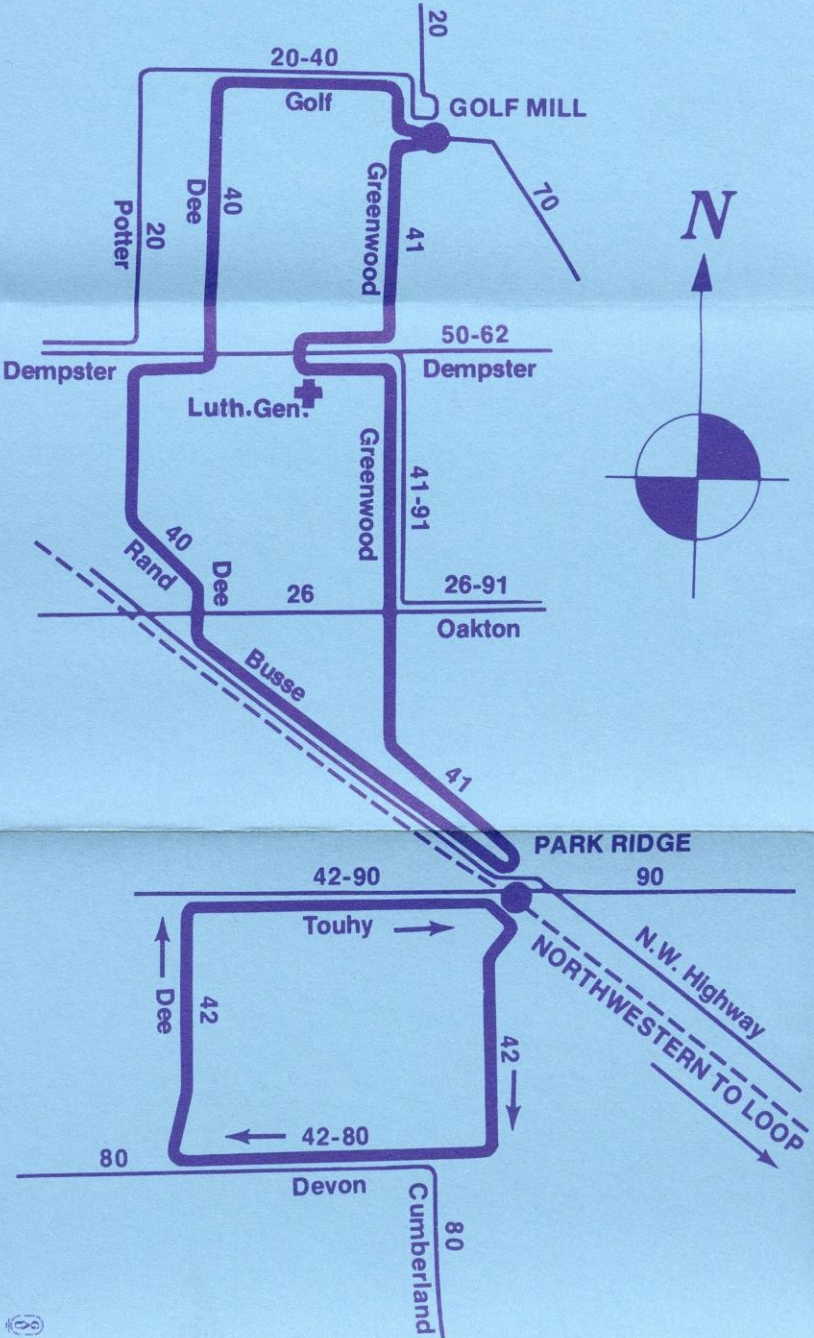 20
20-40
Golf
GOLF MILL
70
40
Dee
20
Potter
Greenwood
41
N
50-62
Dempster
Dempster
Luth.Gen.
Greenwood
41-91
40
Rand
Dee
26
26-91
Oakton
Busse
41
PARK RIDGE
42-90
90
Touhy
N.W. Highway
NORTHWESTERN TO LOOP
Dee
42
42
42-80
80
Devon
Cumberland
80